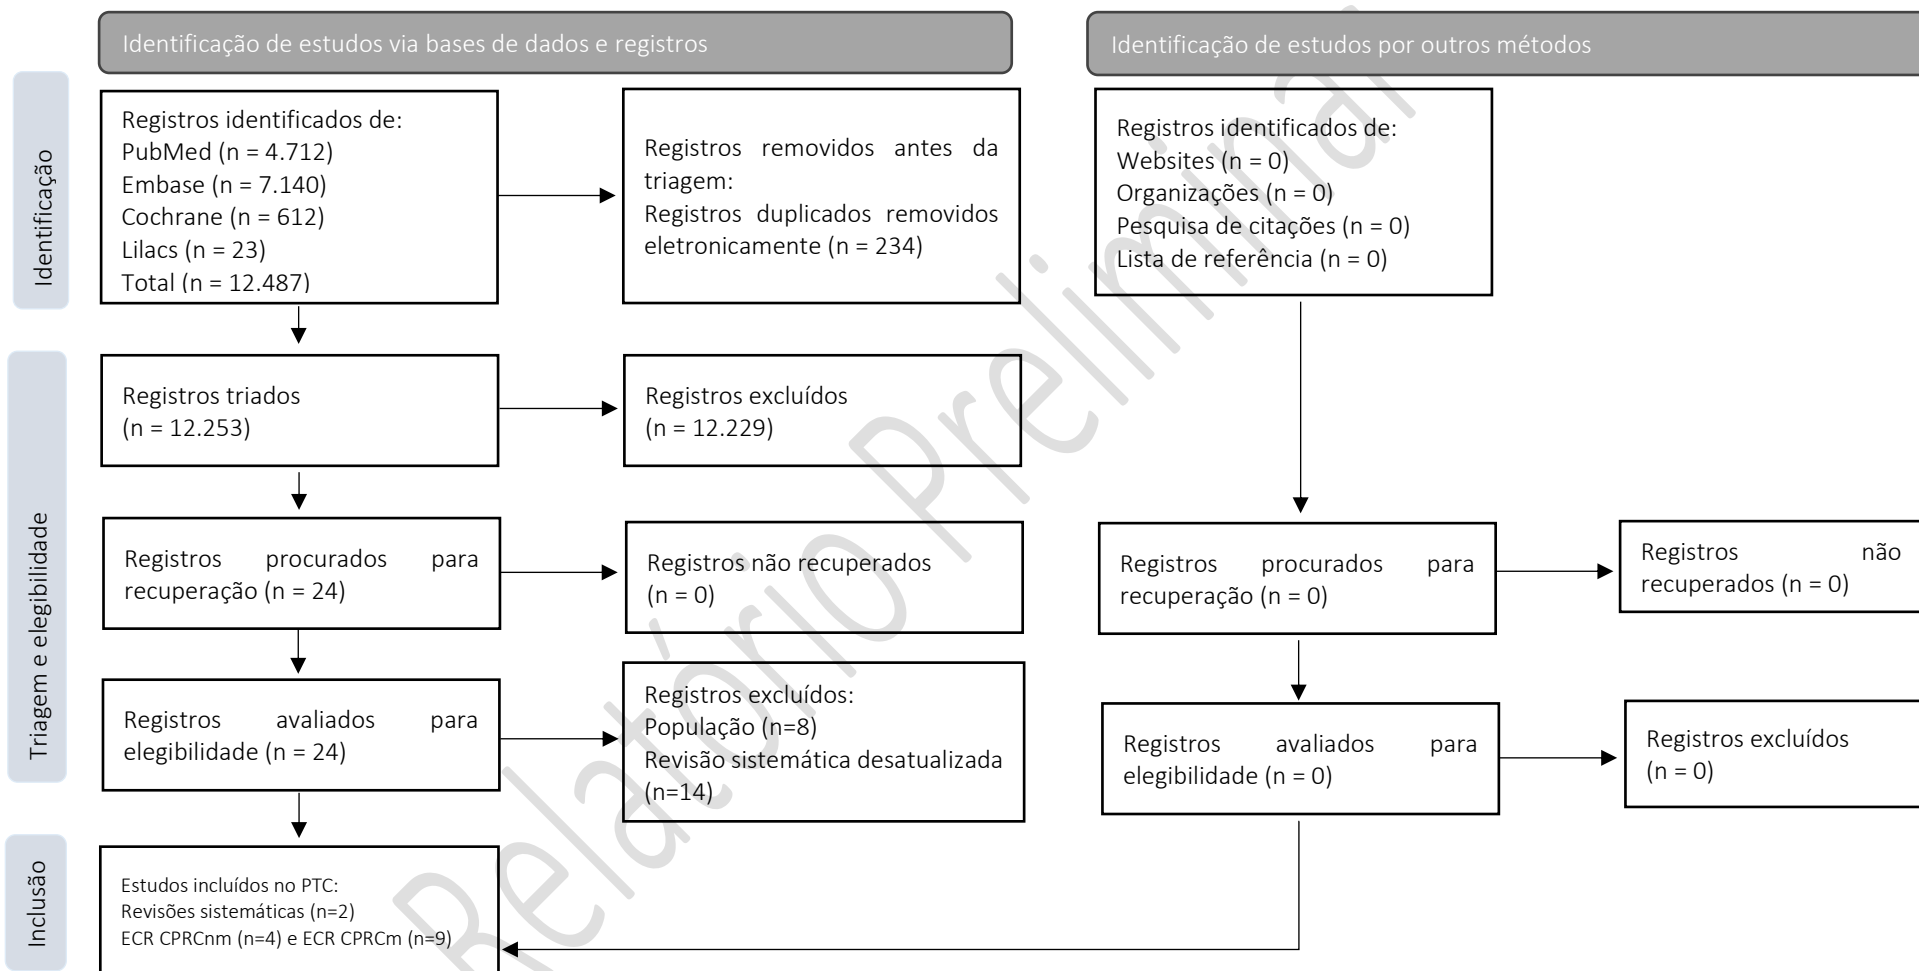 Identificação de estudos via bases de dados e registros
Identificação de estudos por outros métodos
Identificação
Registros identificados de:
PubMed (n = 4.712)
Embase (n = 7.140)
Cochrane (n = 612)
Lilacs (n = 23)
Total (n = 12.487)
Registros removidos antes da
triagem:
Registros duplicados removidos
eletronicamente (n = 234)
Registros identificados de:
Websites (n = 0)
Organizações (n = 0)
Pesquisa de citações (n = 0)
Lista de referência (n = 0)
Triagem e elegibilidade
Registros triados
(n = 12.253)
Registros excluídos
(n = 12.229)
Registros procurados para
recuperação (n = 24)
Registros não recuperados
(n = 0)
Registros procurados para
recuperação (n = 0)
Registros não
recuperados (n = 0)
Registros avaliados para
elegibilidade (n = 24)
Registros excluídos:
População (n=8)
Revisão sistemática desatualizada
(n=14)
Registros avaliados para
elegibilidade (n = 0)
Registros excluídos
(n = 0)
Inclusão
Estudos incluídos no PTC:
Revisões sistemáticas (n=2)
ECR CPRCnm (n=4) e ECR CPRCm (n=9)
Relatório Preliminar